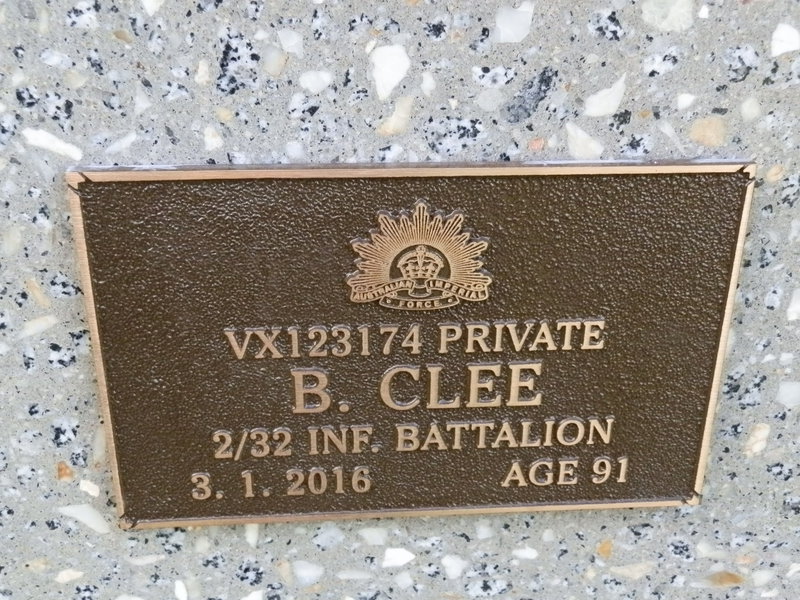 AUSTRALIAN IMPERIAL
FORCE
VX123174 PRIVATE
B. CLEE
2/32 INF. BATTALION
3. 1. 2016 AGE 91